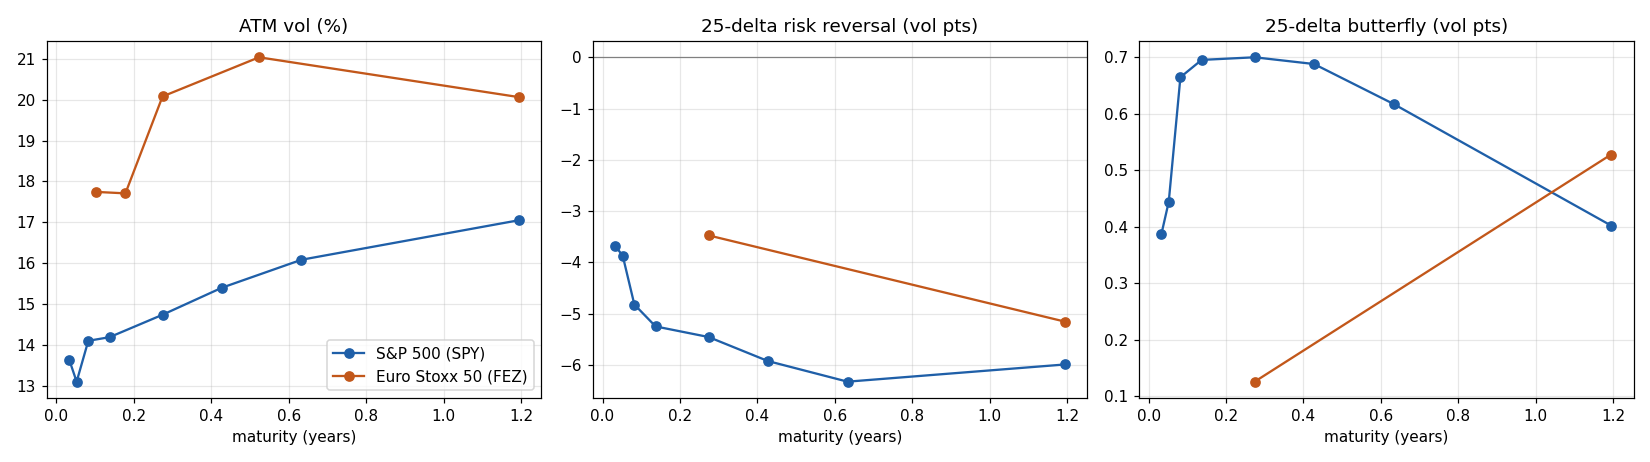 ATM vol (%)
21
20
19
18
17
16
15
14
13
0.0 0.2 0.4 0.6 0.8 1.0 1.2
maturity (years)
S&P 500 (SPY)
Euro Stoxx 50 (FEZ)
25-delta risk reversal (vol pts)
0
−1
−2
−3
−4
−5
−6
0.0 0.2 0.4 0.6 0.8 1.0 1.2
maturity (years)
25-delta butterfly (vol pts)
0.7
0.6
0.5
0.4
0.3
0.2
0.1
0.0 0.2 0.4 0.6 0.8 1.0 1.2
maturity (years)